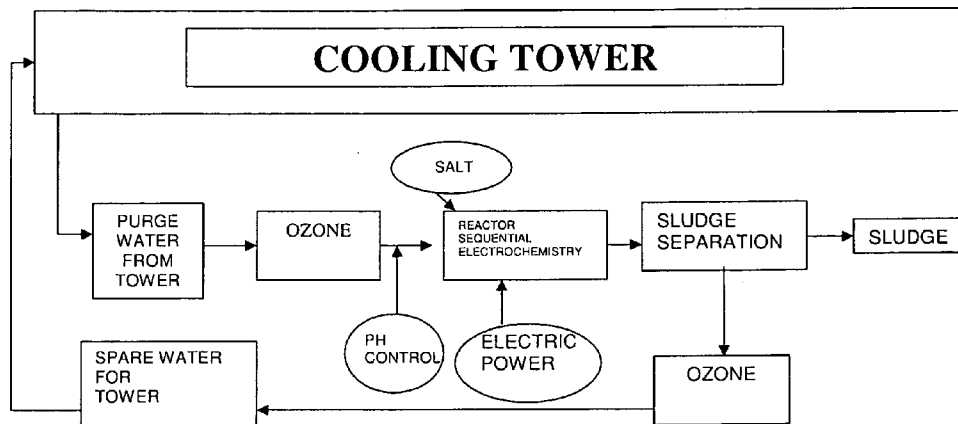 COOLING TOWER
SALT
PURGE
WATER
FROM
TOWER
OZONE
REACTOR
SEQUENTIAL
ELECTROCHEMISTRY
SLUDGE
SEPARATION
SLUDGE
PH
CONTROL
ELECTRIC
POWER
SPARE WATER
FOR
TOWER
OZONE